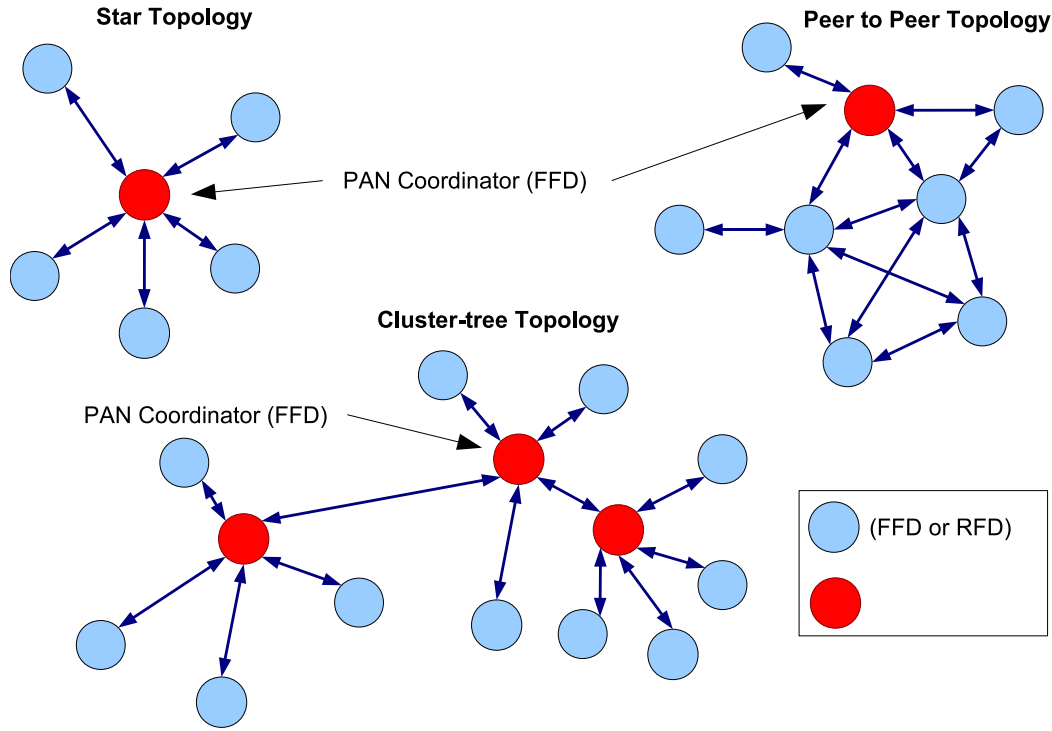 Star Topology
Peer to Peer Topology
PAN Coordinator (FFD)
Cluster-tree Topology
PAN Coordinator (FFD)
(FFD or RFD)